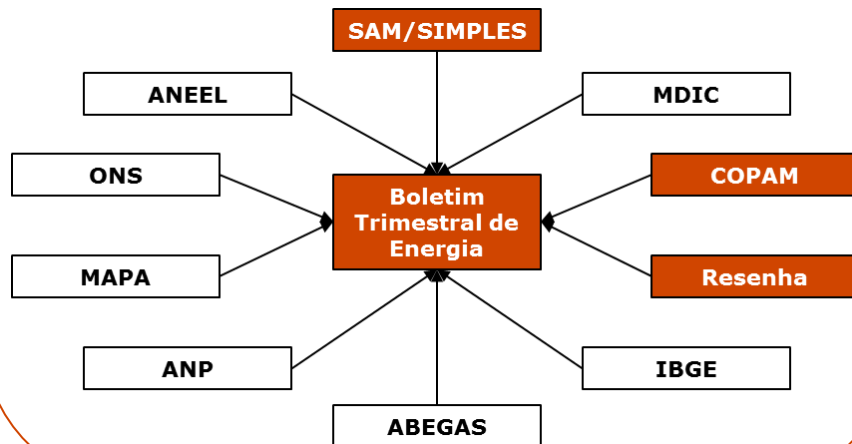 SAM/SIMPLES
ANEEL
MDIC
ONS
COPAM
Boletim
Trimestral de
Energia
MAPA
Resenha
ANP
IBGE
ABEGAS